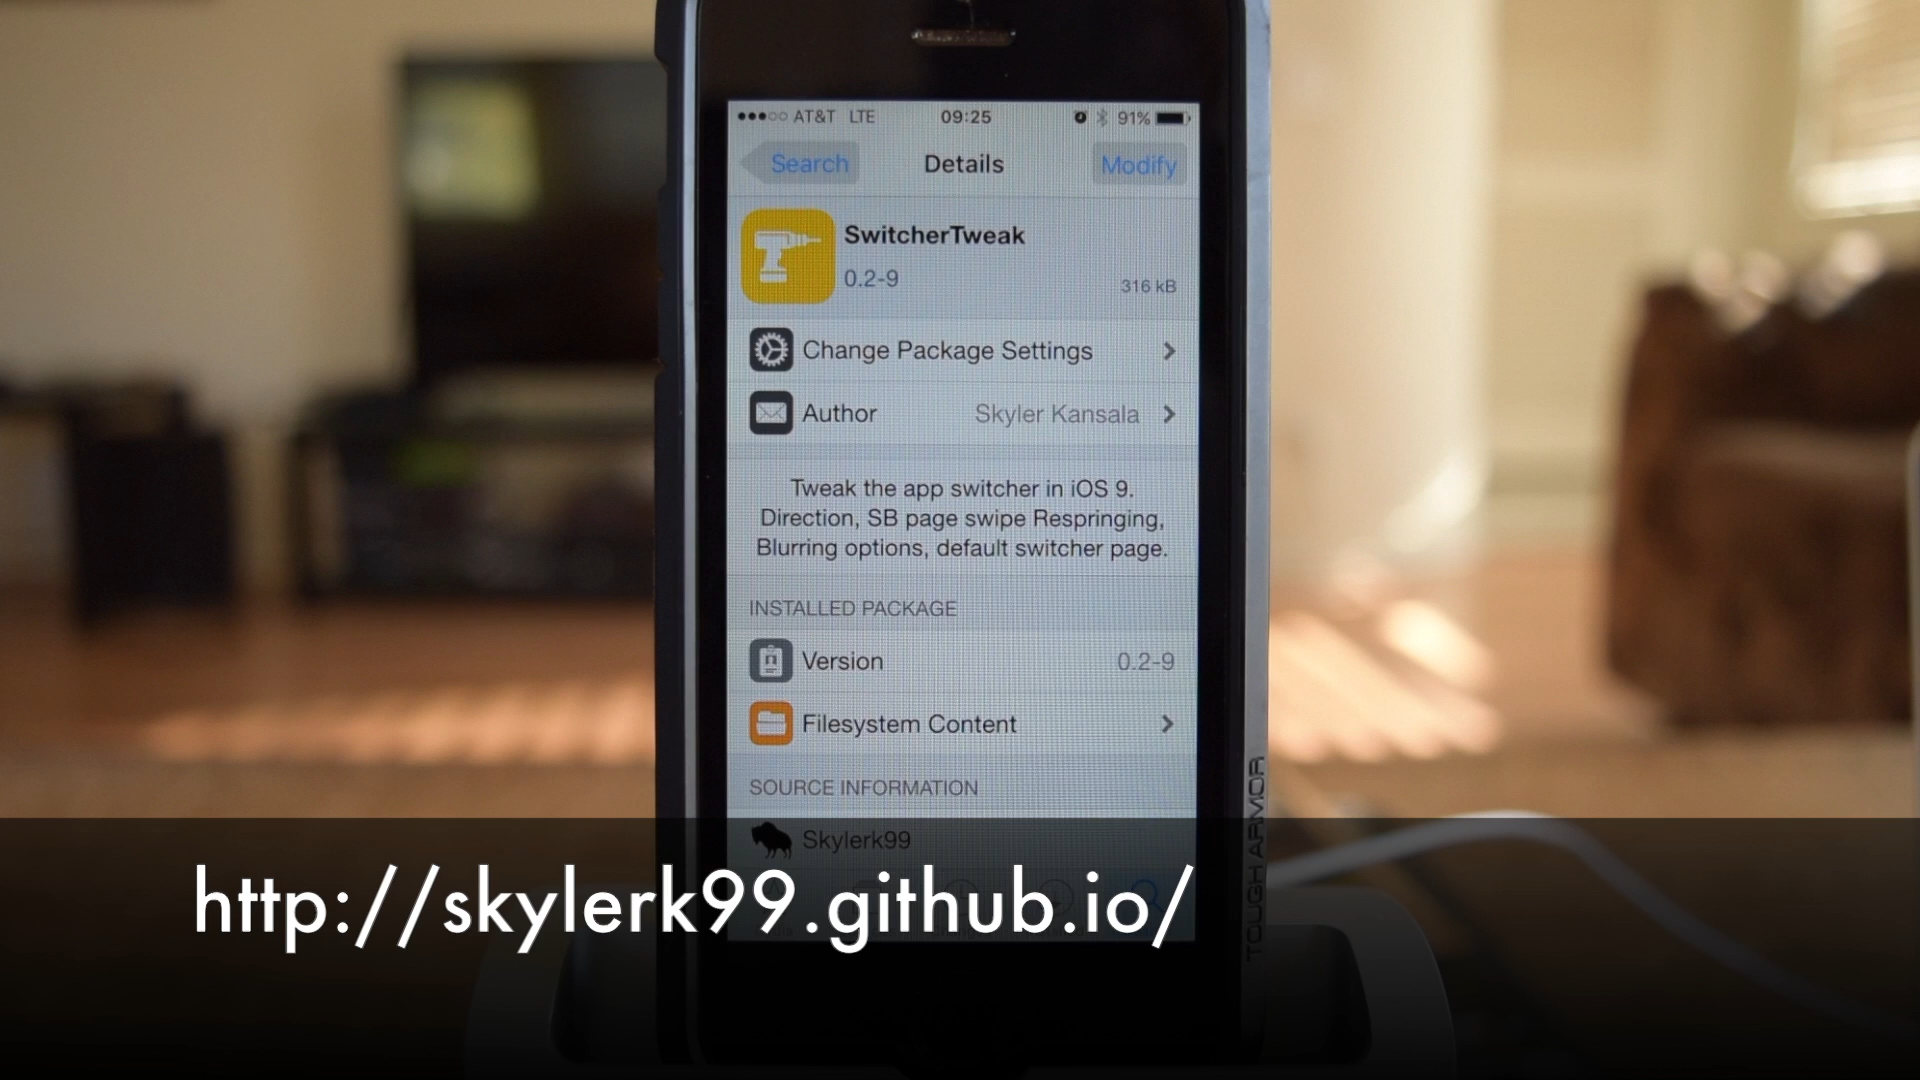 AT&T LTE 09:25 91%
Search Details Modify
SwitcherTweak
0.2-9 316 kB
Change Package Settings
Author Skyler Kansala
Tweak the app switcher in iOS 9.
Direction, SB page swipe Respringing,
Blurring options, default switcher page.
INSTALLED PACKAGE
Version 0.2-9
Filesystem Content
SOURCE INFORMATION
Skylerk99
http://skylerk99.github.io/
TOUGH ARMOR